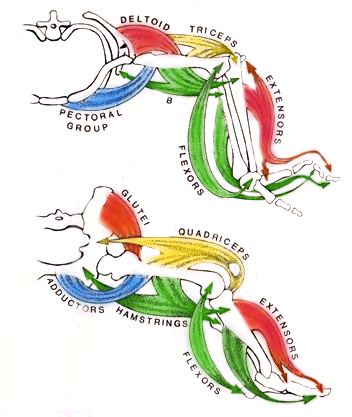 DELTOID TRICEPS
EXTENSORS
B
PECTORAL
GROUP
FLEXORS
GLUTEI
QUADRICEPS
ADDUCTORS HAMSTRINGS
EXTENSORS
FLEXORS